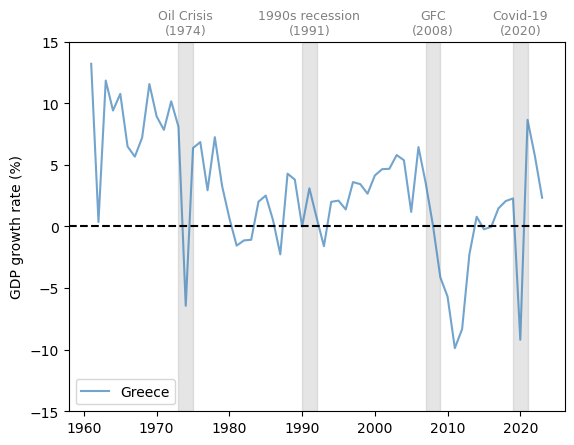 Oil Crisis 1990s recession GFC Covid-19
(1974) (1991) (2008) (2020)
15
10
5
0
−5
−10
−15
GDP growth rate (%)
Greece
1960 1970 1980 1990 2000 2010 2020